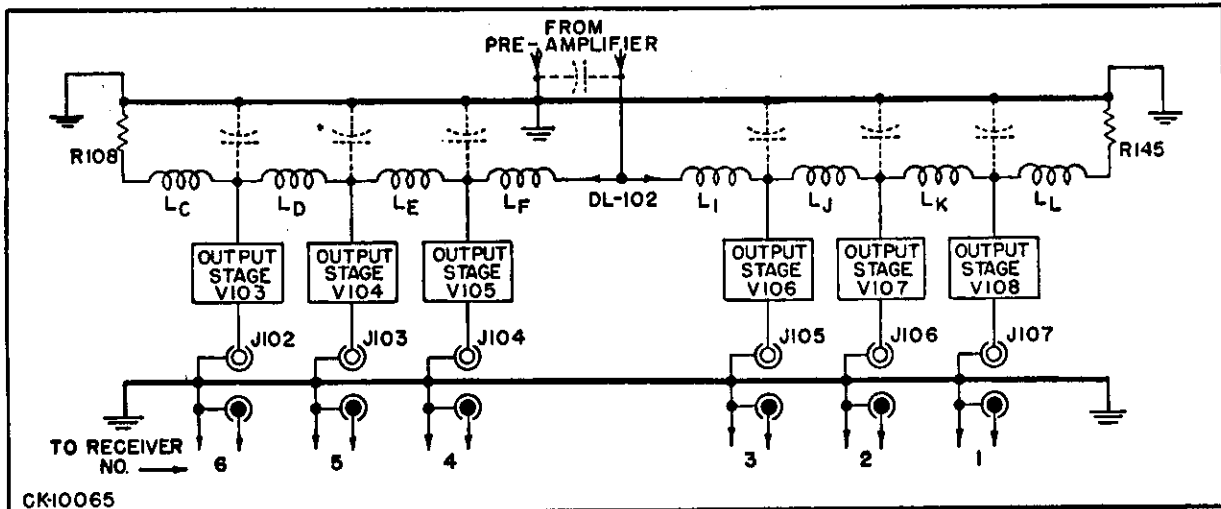 FROM
PRE-AMPLIFIER
R108
R145
LC
LD
LE
LF
DL-102
LI
LJ
LK
LL
OUTPUT
STAGE
V103
OUTPUT
STAGE
V104
OUTPUT
STAGE
V105
OUTPUT
STAGE
V106
OUTPUT
STAGE
V107
OUTPUT
STAGE
V108
J102
J103
J104
J105
J106
J107
TO RECEIVER
NO.
6
5
4
3
2
1
CK-10065